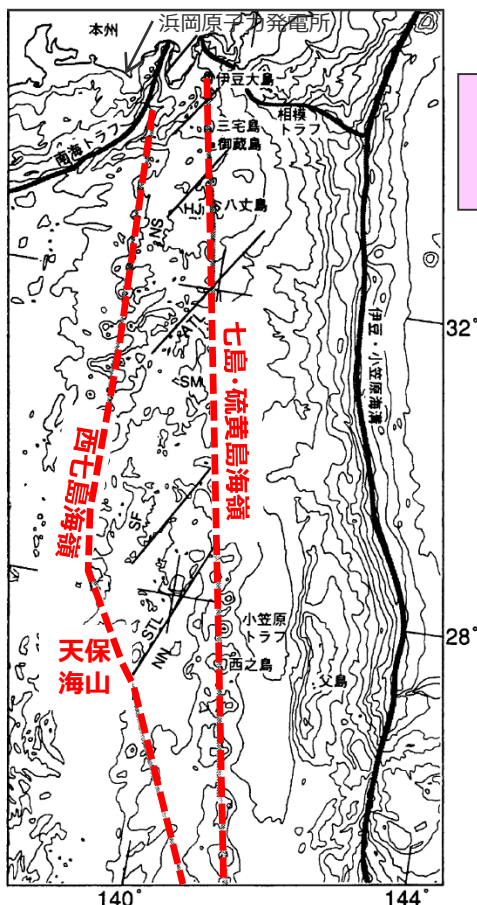 浜岡原子力発電所
本州
伊豆大島
相模
トラフ
南海トラフ
三宅島
御蔵島
HJ
八丈島
NS
32°
伊豆・小笠原海溝
AT
SM
七島・硫黄島海嶺
西七島海嶺
SF
STL
小笠原
トラフ
28°
天保
海山
NN
西之島
父島
140°
144°